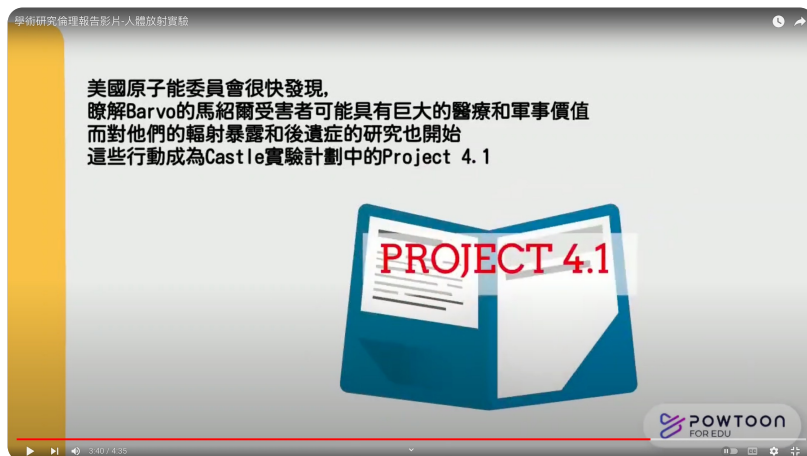 學術研究倫理報告影片-人體放射實驗
美國原子能委員會很快發現,
瞭解Barvo的馬紹爾受害者可能具有巨大的醫療和軍事價值
而對他們的輻射暴露和後遺症的研究也開始
這些行動成為Castle實驗計劃中的Project 4.1
PROJECT 4.1
POWTOON
FOR EDU
3:40 / 4:35